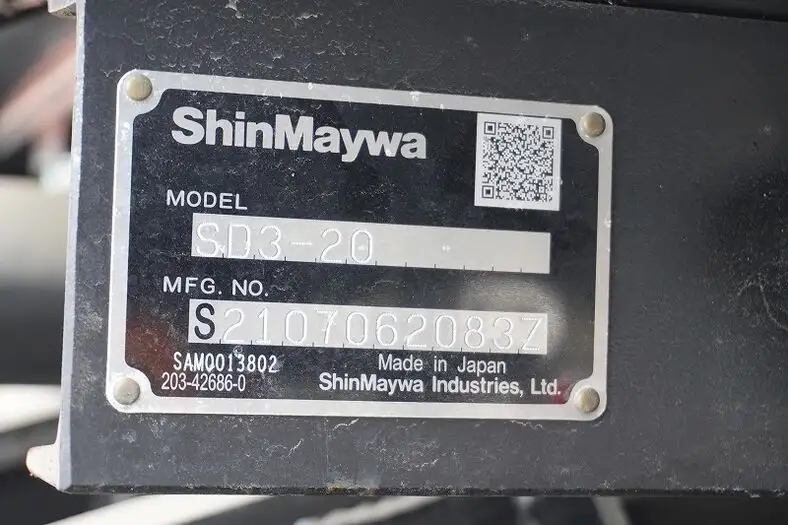 ShinMaywa
MODEL
SD3-20
MFG. NO.
S2107062083Z
SAM0013802
203-42686-0
Made in Japan
ShinMaywa Industries, Ltd.